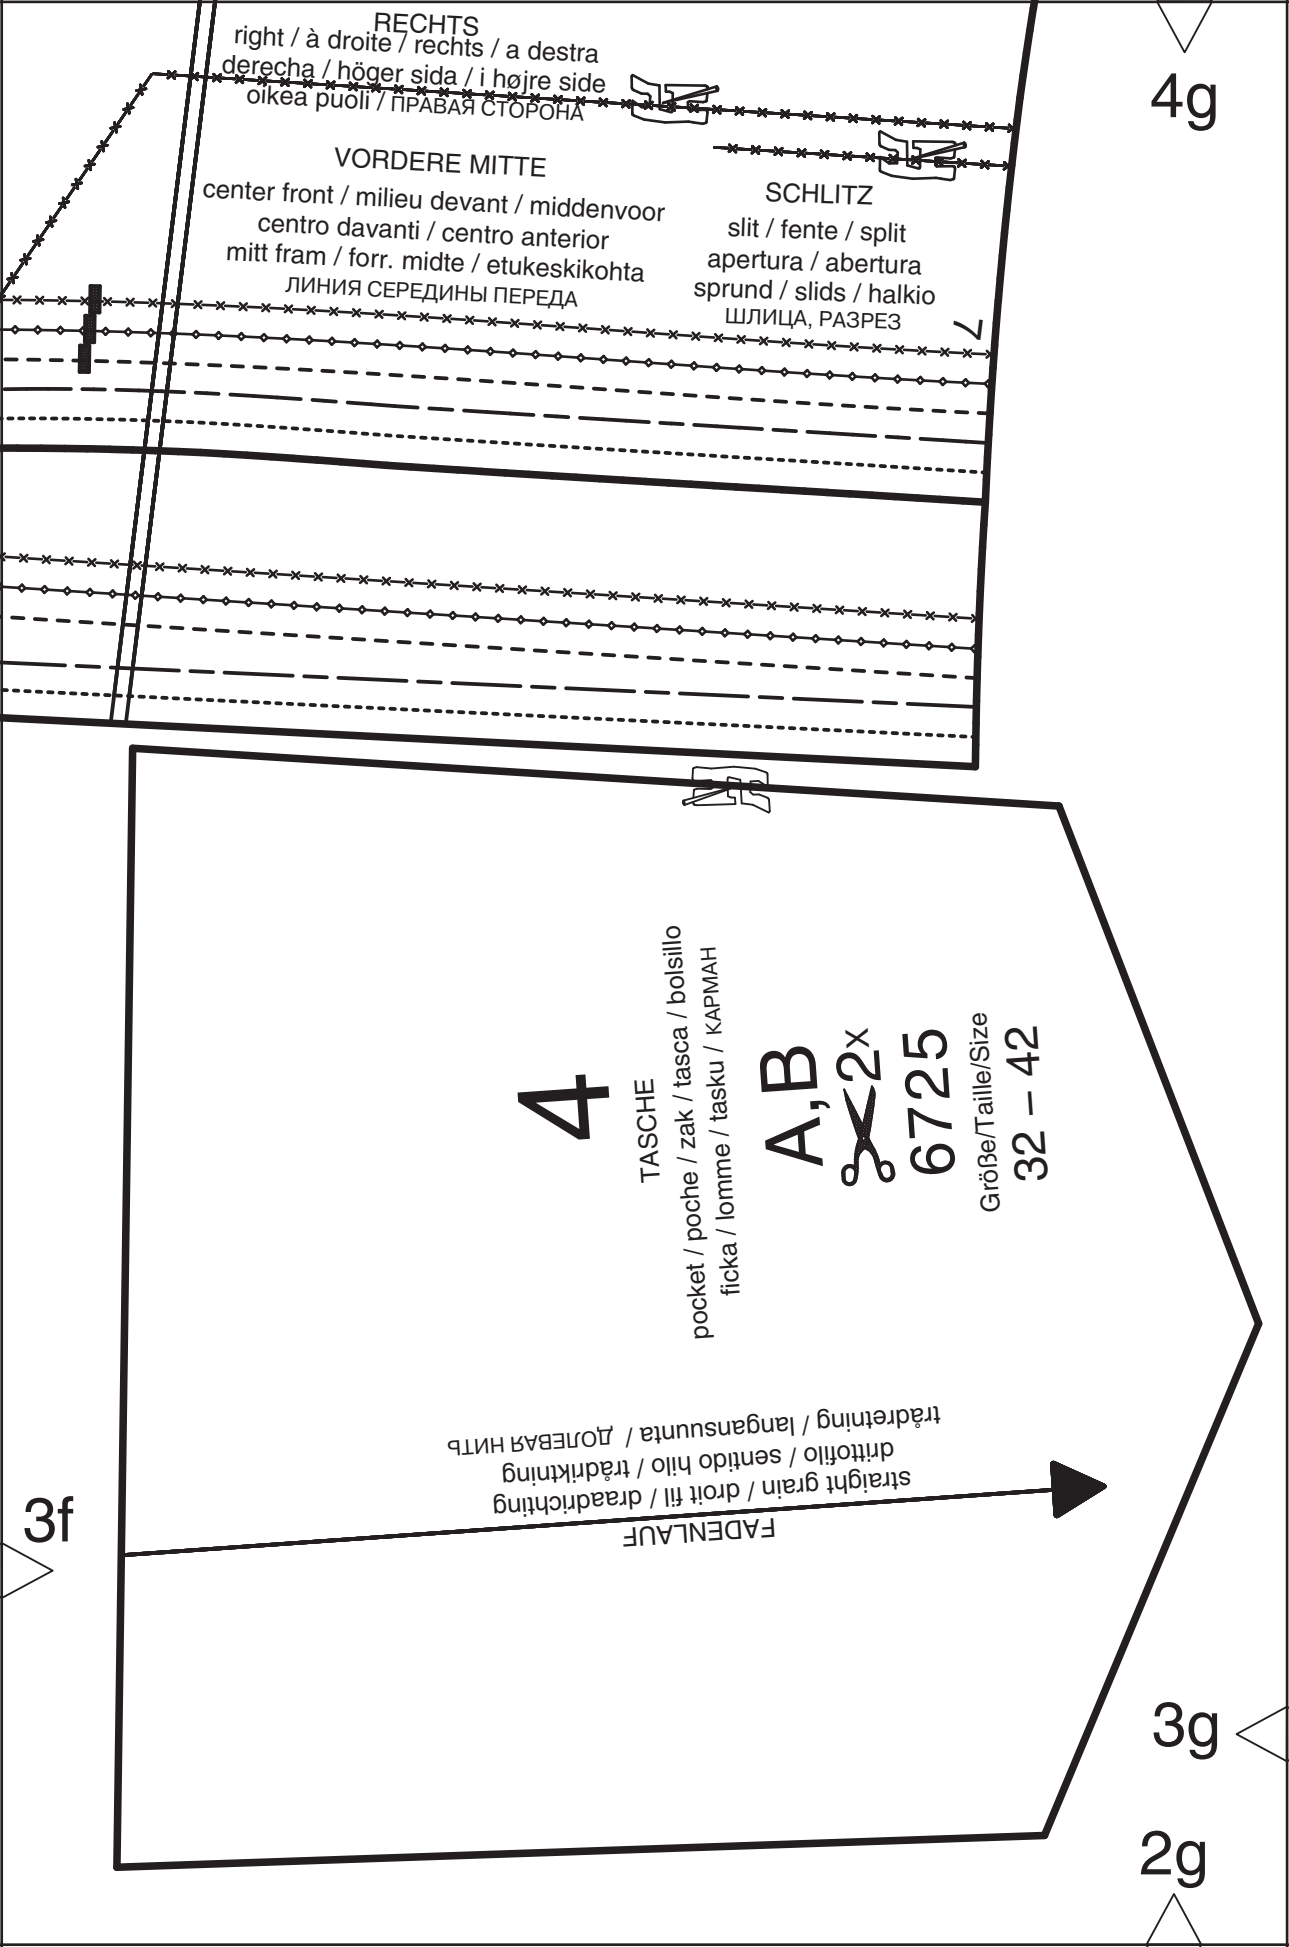 RECHTS
right / à droite / rechts / a destra
derecha / höger sida / i højre side
oikea puoli / ПРАВАЯ СТОРОНА
4g
VORDERE MITTE
center front / milieu devant / middenvoor
centro davanti / centro anterior
mitt fram / forr. midte / etukeskikohta
ЛИНИЯ СЕРЕДИНЫ ПЕРЕДА
SCHLITZ
slit / fente / split
apertura / abertura
sprund / slids / halkio
ШЛИЦА, РАЗРЕЗ
7
4
TASCHE
pocket / poche / zak / tasca / bolsillo
ficka / lomme / tasku / КАРМАН
A,B
2x
6725
Größe/Taille/Size
32 – 42
FADENLAUF
straight grain / droit fil / draadrichting
drittofilo / sentido hilo / trådriktning
trådretning / langansuunta / ДОЛЕВАЯ НИТЬ
3f
3g
2g